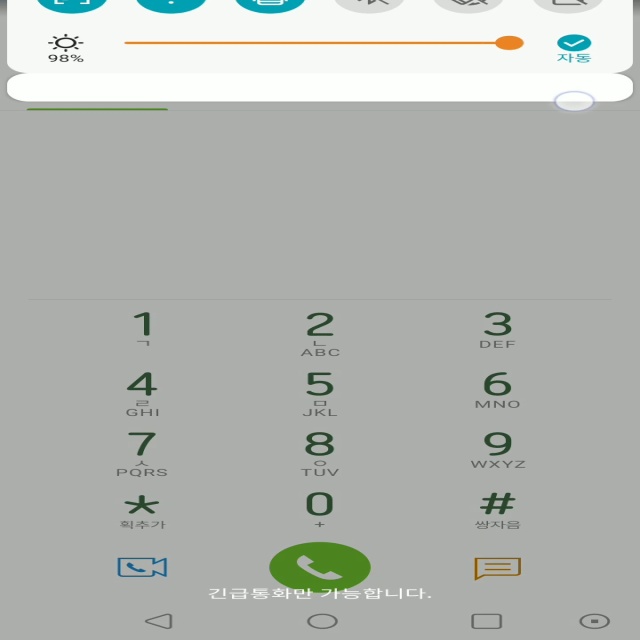 98%
자동
1 2 3
ㄱ ㄴ ABC DEF
4 5 6
ㄹ GHI ㅁ JKL MNO
7 8 9
ㅅ PQRS ㅇ TUV WXYZ
* 0 #
획추가 + 쌍자음
긴급통화만 가능합니다.